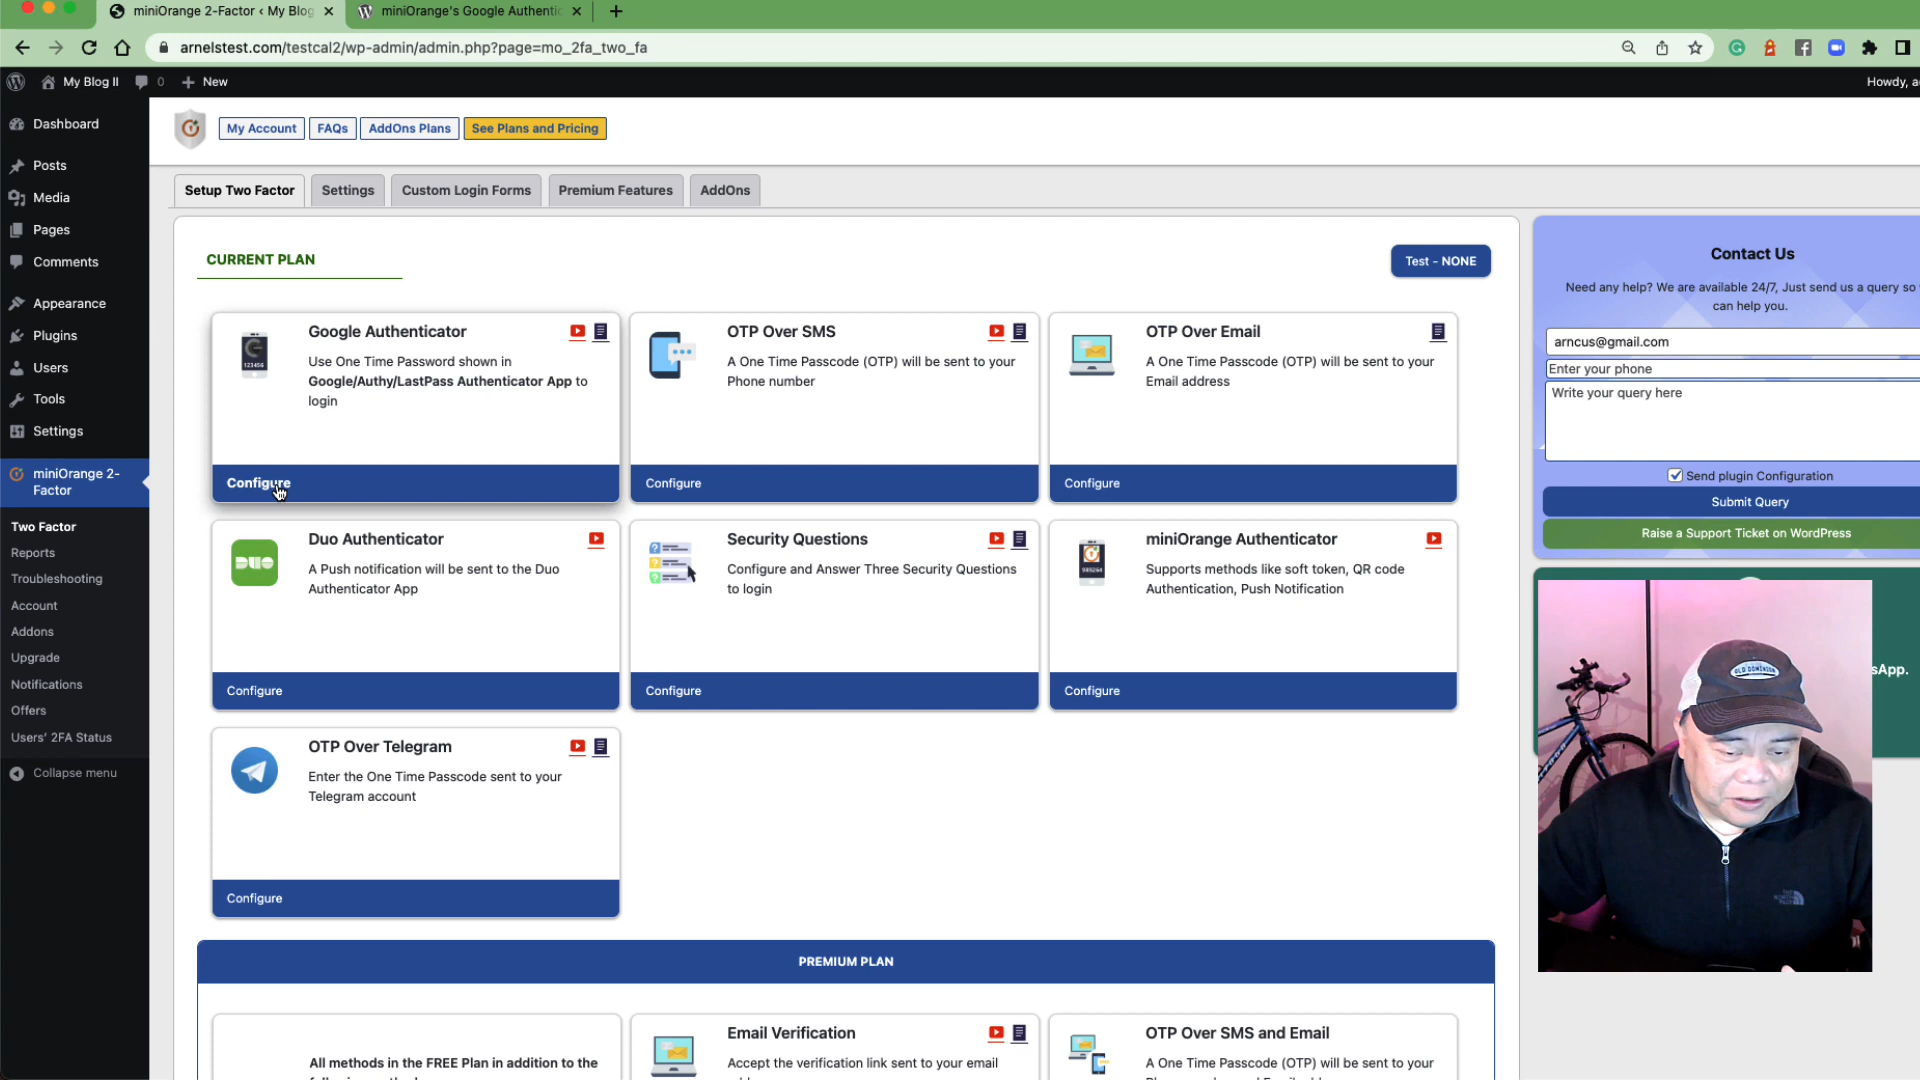 miniOrange 2-Factor ‹ My Blog
miniOrange's Google Authentic
arnelstest.com/testcal2/wp-admin/admin.php?page=mo_2fa_two_fa
My Blog II
0
New
Howdy,
Dashboard
Posts
Media
Pages
Comments
Appearance
Plugins
Users
Tools
Settings
miniOrange 2-
Factor
Two Factor
Reports
Troubleshooting
Account
Addons
Upgrade
Notifications
Offers
Users' 2FA Status
Collapse menu
My Account
FAQs
AddOns Plans
See Plans and Pricing
Setup Two Factor
Settings
Custom Login Forms
Premium Features
AddOns
CURRENT PLAN
Test - NONE
Google Authenticator
Use One Time Password shown in
Google/Authy/LastPass Authenticator App to
login
123456
Configure
OTP Over SMS
A One Time Passcode (OTP) will be sent to your
Phone number
Configure
OTP Over Email
A One Time Passcode (OTP) will be sent to your
Email address
Configure
Duo Authenticator
A Push notification will be sent to the Duo
Authenticator App
DUO
Configure
Security Questions
Configure and Answer Three Security Questions
to login
Configure
miniOrange Authenticator
Supports methods like soft token, QR code
Authentication, Push Notification
Configure
OTP Over Telegram
Enter the One Time Passcode sent to your
Telegram account
Configure
PREMIUM PLAN
All methods in the FREE Plan in addition to the
Email Verification
Accept the verification link sent to your email
OTP Over SMS and Email
A One Time Passcode (OTP) will be sent to your
Contact Us
Need any help? We are available 24/7, Just send us a query so
can help you.
arncus@gmail.com
Enter your phone
Write your query here
Send plugin Configuration
Submit Query
Raise a Support Ticket on WordPress
sApp.
OLD DOMINION